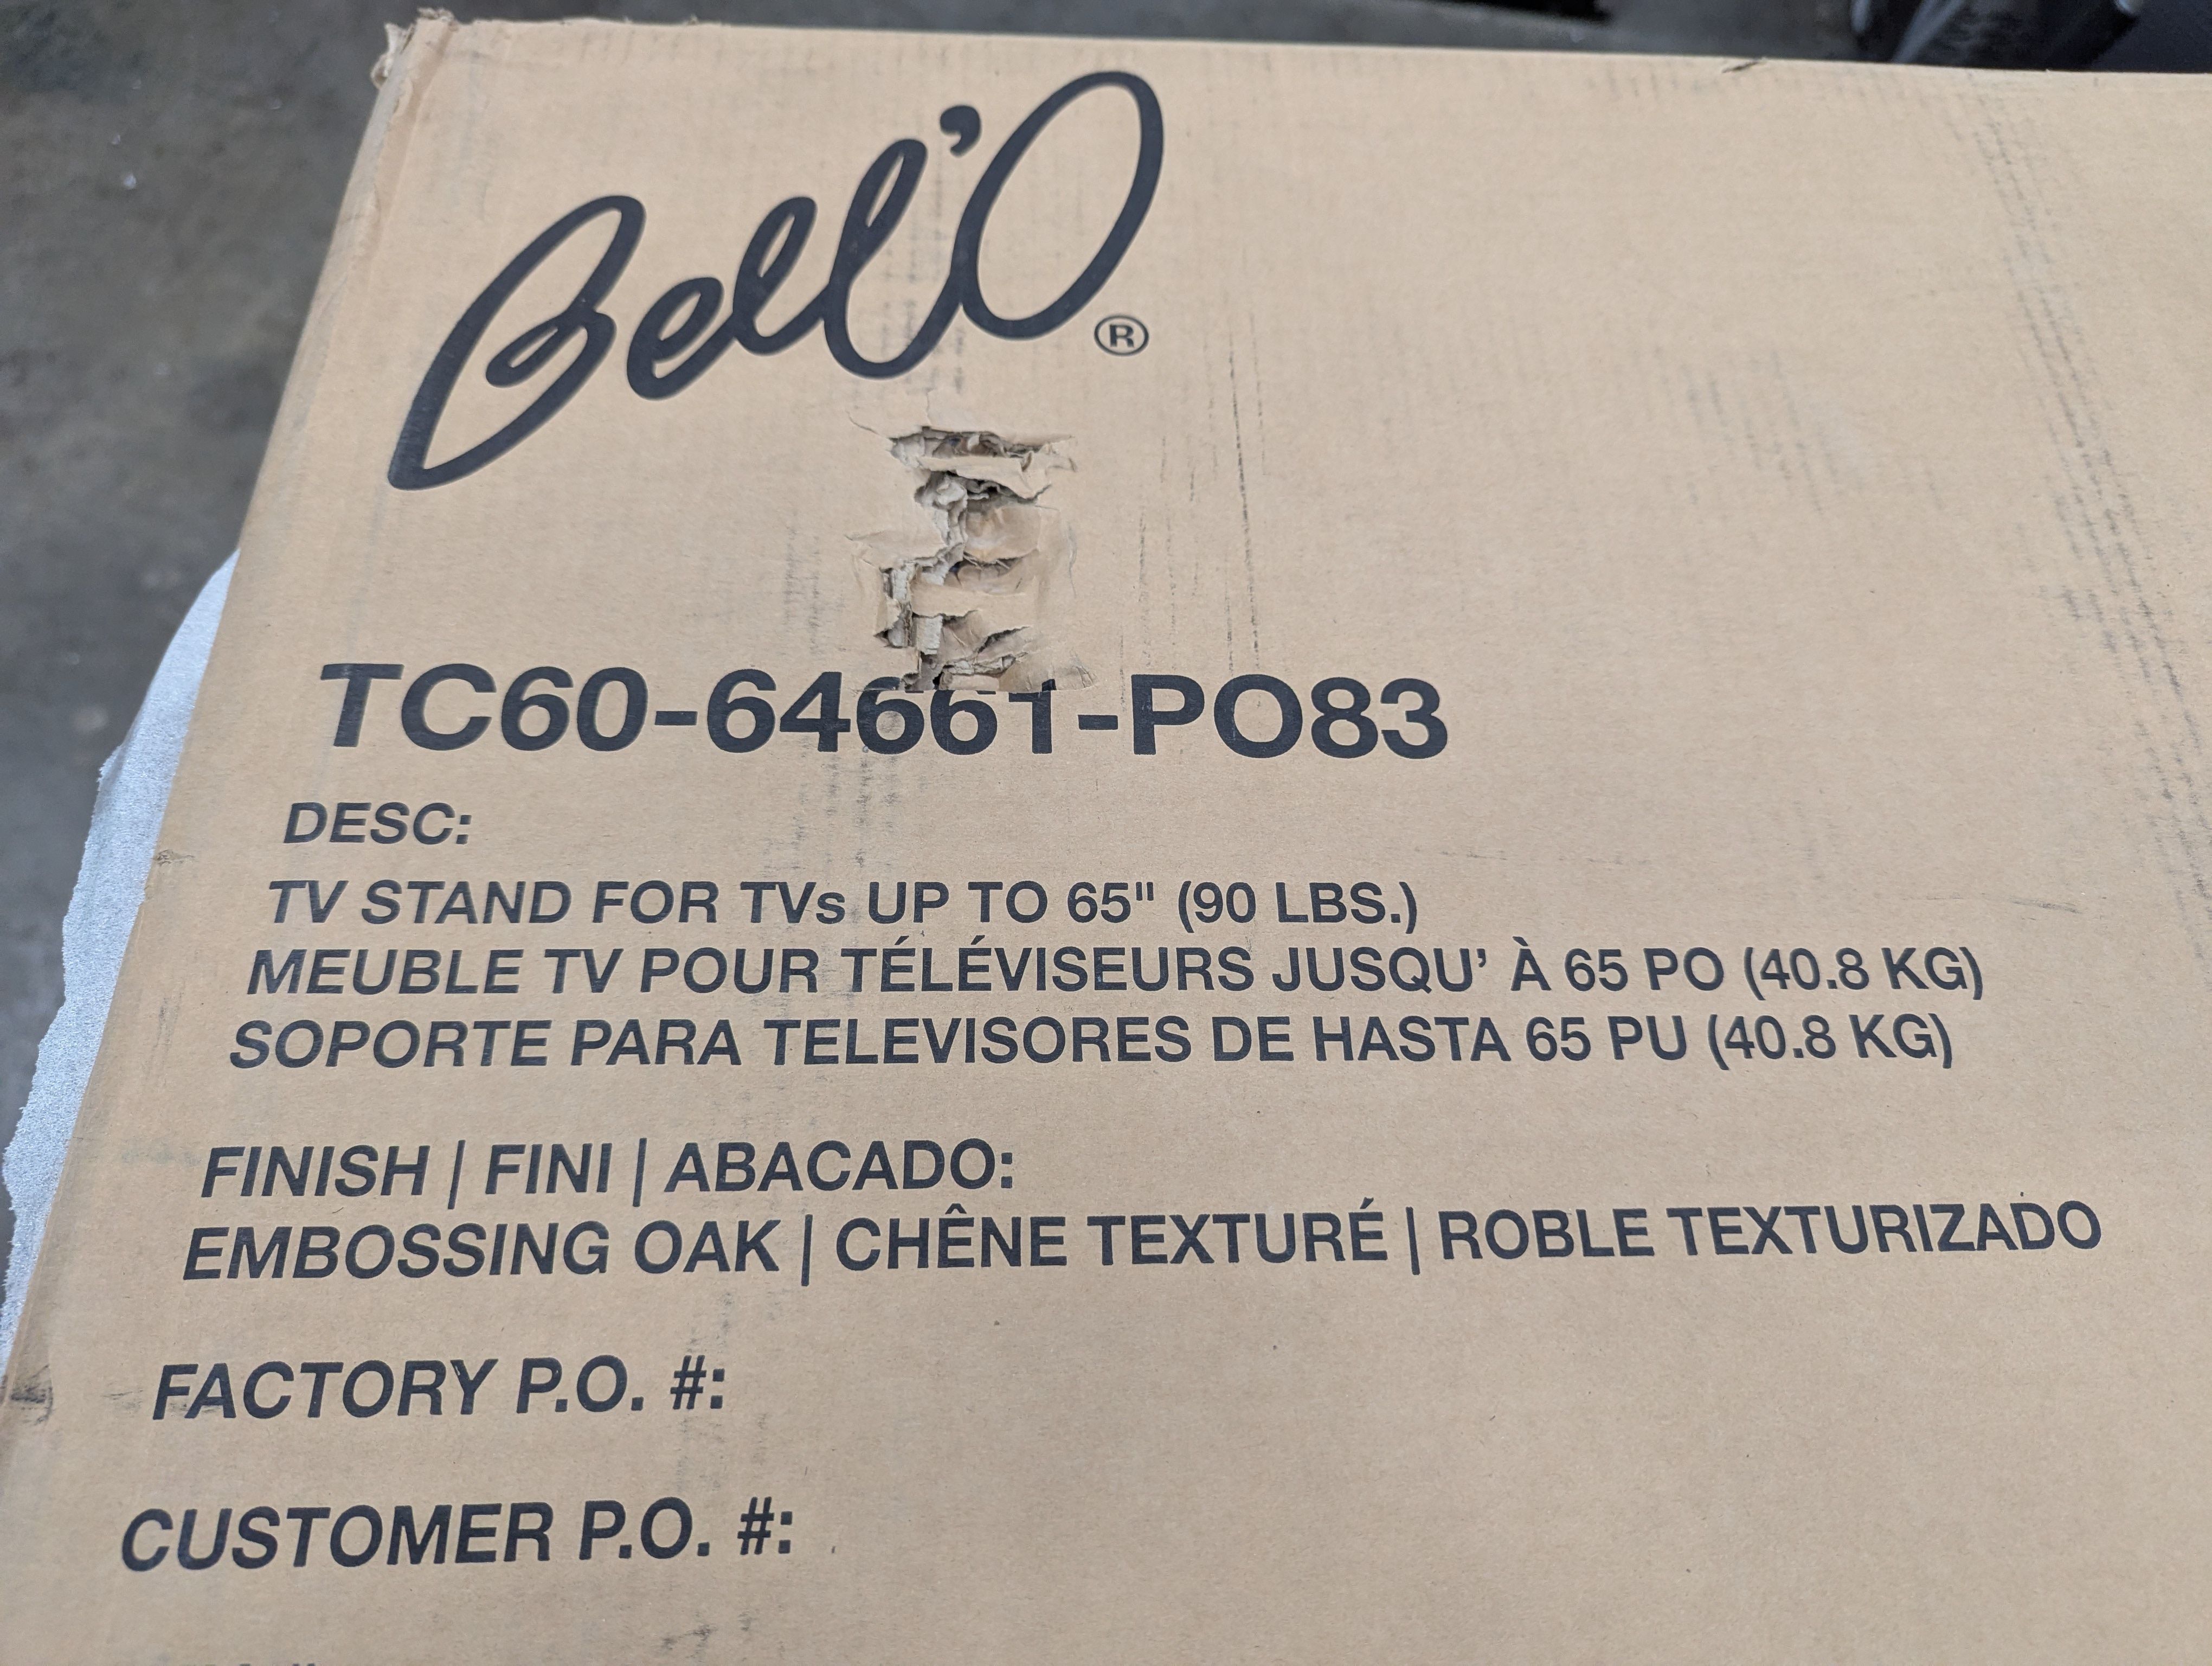 Bell'O®
TC60-64661-PO83
DESC:
TV STAND FOR TVs UP TO 65" (90 LBS.)
MEUBLE TV POUR TÉLÉVISEURS JUSQU' À 65 PO (40.8 KG)
SOPORTE PARA TELEVISORES DE HASTA 65 PU (40.8 KG)
FINISH | FINI | ABACADO:
EMBOSSING OAK | CHÊNE TEXTURÉ | ROBLE TEXTURIZADO
FACTORY P.O. #:
CUSTOMER P.O. #: